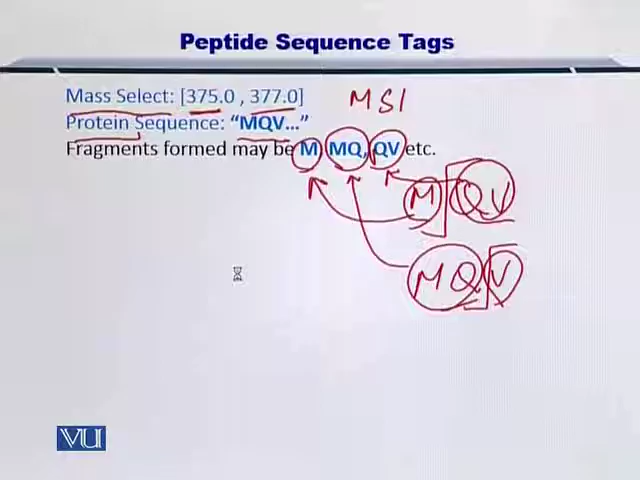 Peptide Sequence Tags
Mass Select: [375.0 , 377.0]
MS1
Protein Sequence: “MQV...”
Fragments formed may be M, MQ, QV etc.
M QV
MQ V
VU